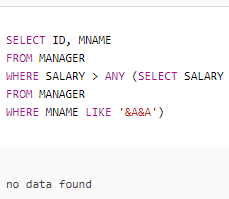 SELECT ID, MNAME
FROM MANAGER
WHERE SALARY > ANY (SELECT SALARY
FROM MANAGER
WHERE MNAME LIKE '&A&A')
no data found